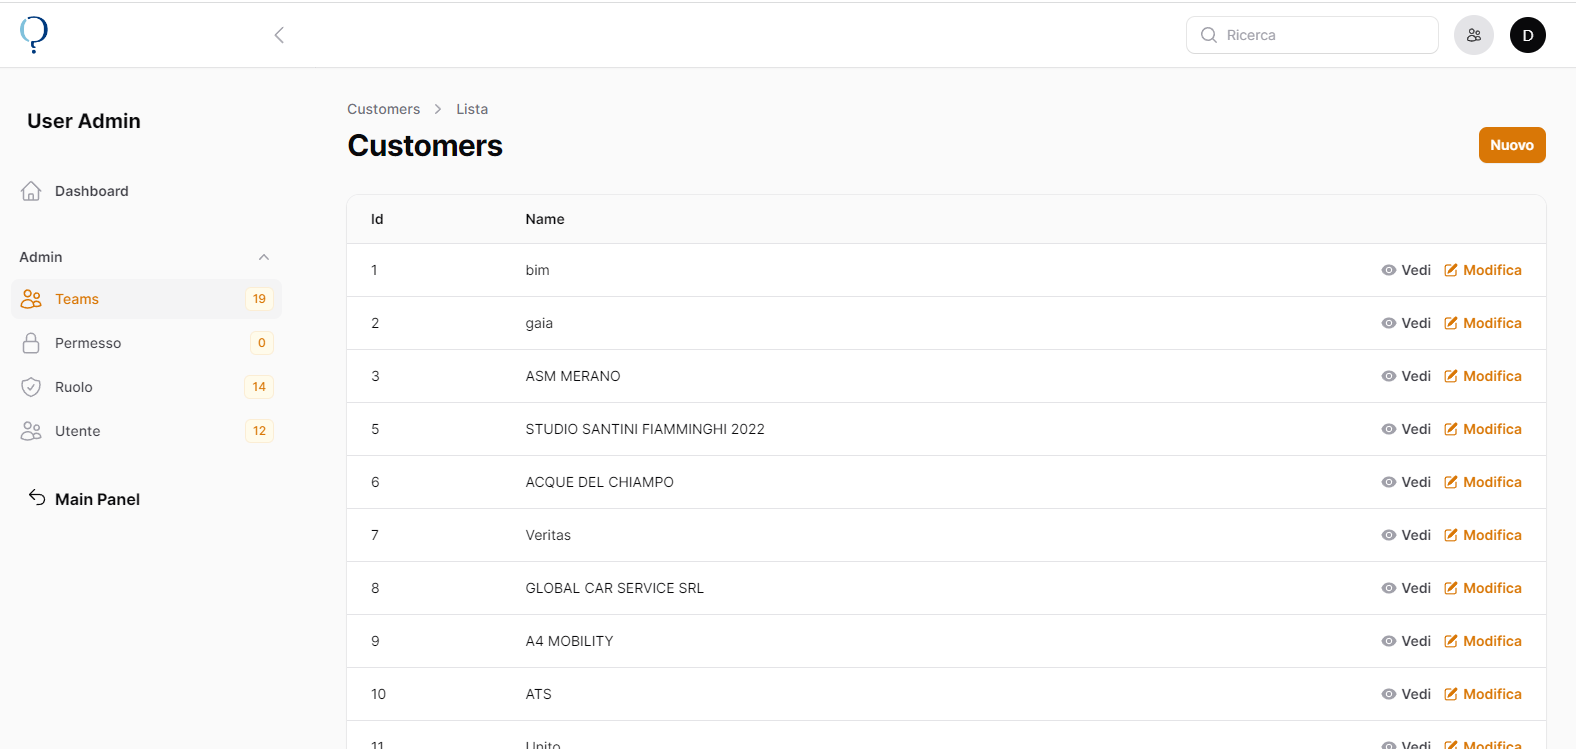 Ricerca
D
User Admin
Dashboard
Admin
Teams 19
Permesso 0
Ruolo 14
Utente 12
Main Panel
Customers > Lista
Customers
Nuovo
Id Name
1 bim Vedi Modifica
2 gaia Vedi Modifica
3 ASM MERANO Vedi Modifica
5 STUDIO SANTINI FIAMMINGHI 2022 Vedi Modifica
6 ACQUE DEL CHIAMPO Vedi Modifica
7 Veritas Vedi Modifica
8 GLOBAL CAR SERVICE SRL Vedi Modifica
9 A4 MOBILITY Vedi Modifica
10 ATS Vedi Modifica
11 Unito Vedi Modifica